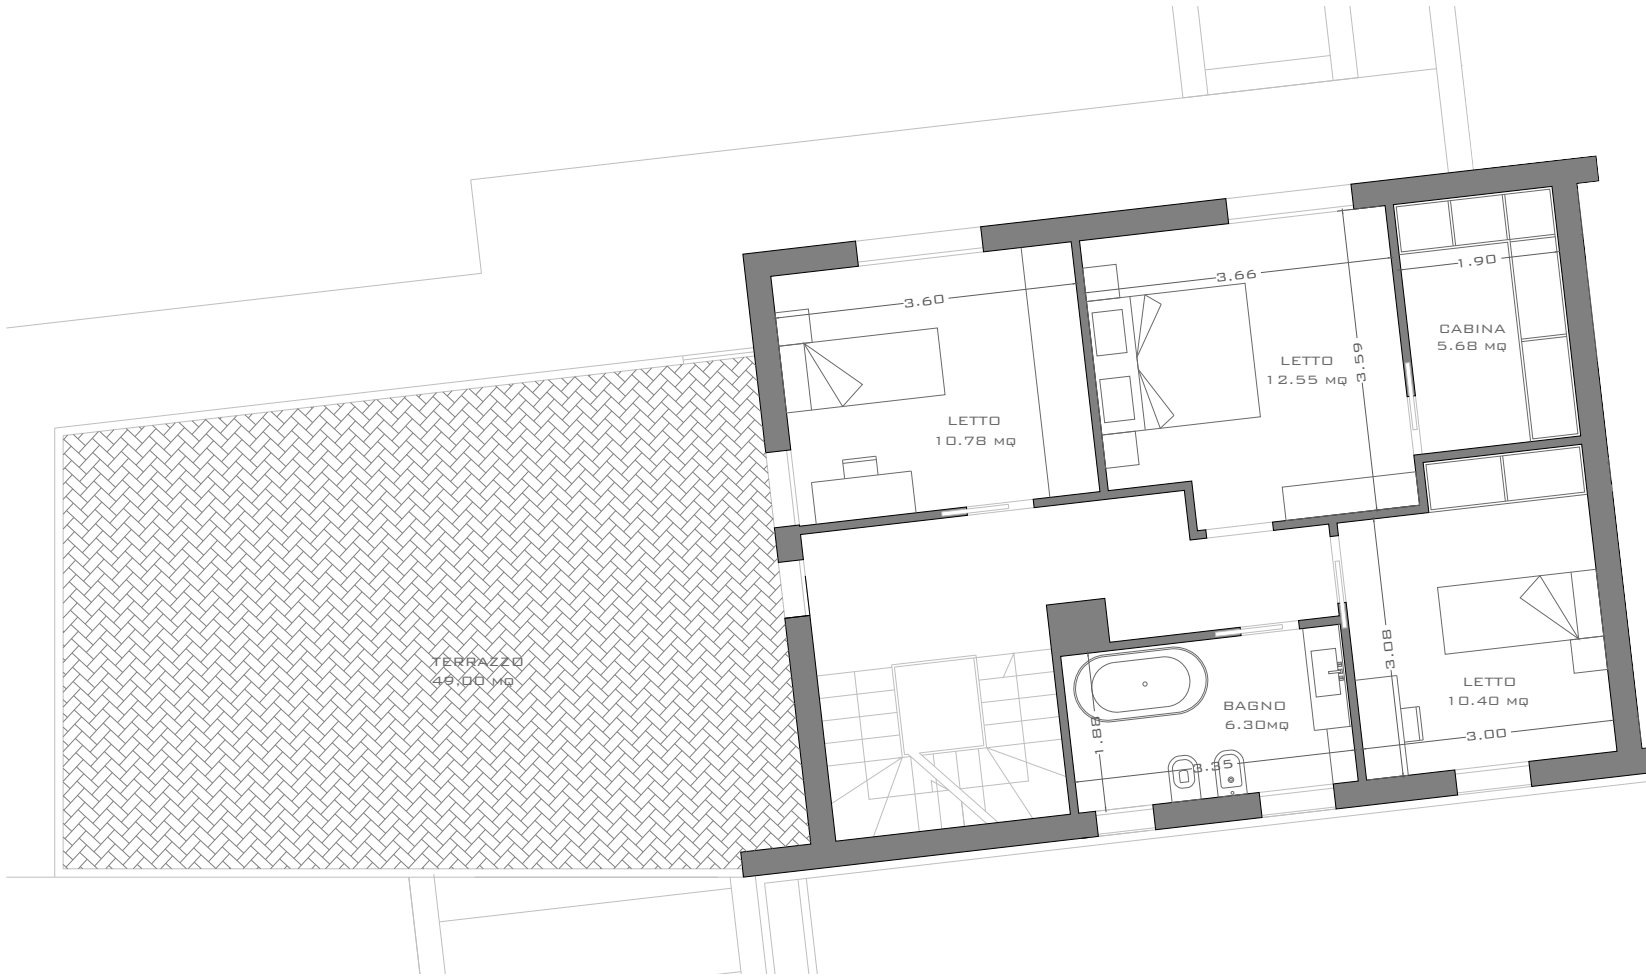 3.60
3.66
1.90
CABINA
5.68 MQ
LETTO
12.55 MQ
3.59
LETTO
10.78 MQ
TERRAZZO
49.00 MQ
3.08
LETTO
10.40 MQ
BAGNO
6.30MQ
1.88
3.35
3.00